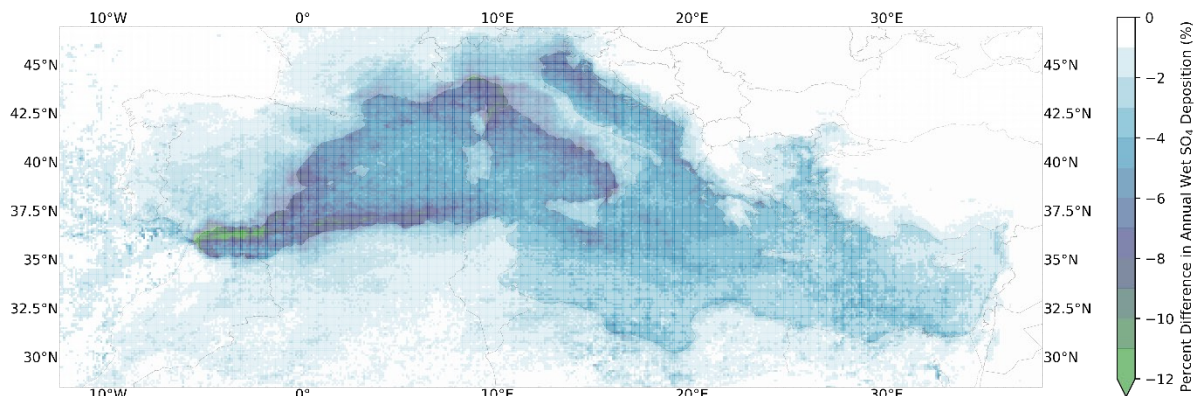 10°W 0° 10°E 20°E 30°E
45°N 45°N
42.5°N 42.5°N
40°N 40°N
37.5°N 37.5°N
35°N 35°N
32.5°N 32.5°N
30°N 30°N
10°W 0° 10°E 20°E 30°E
0
−2
−4
−6
−8
−10
−12
Percent Difference in Annual Wet SO₄ Deposition (%)